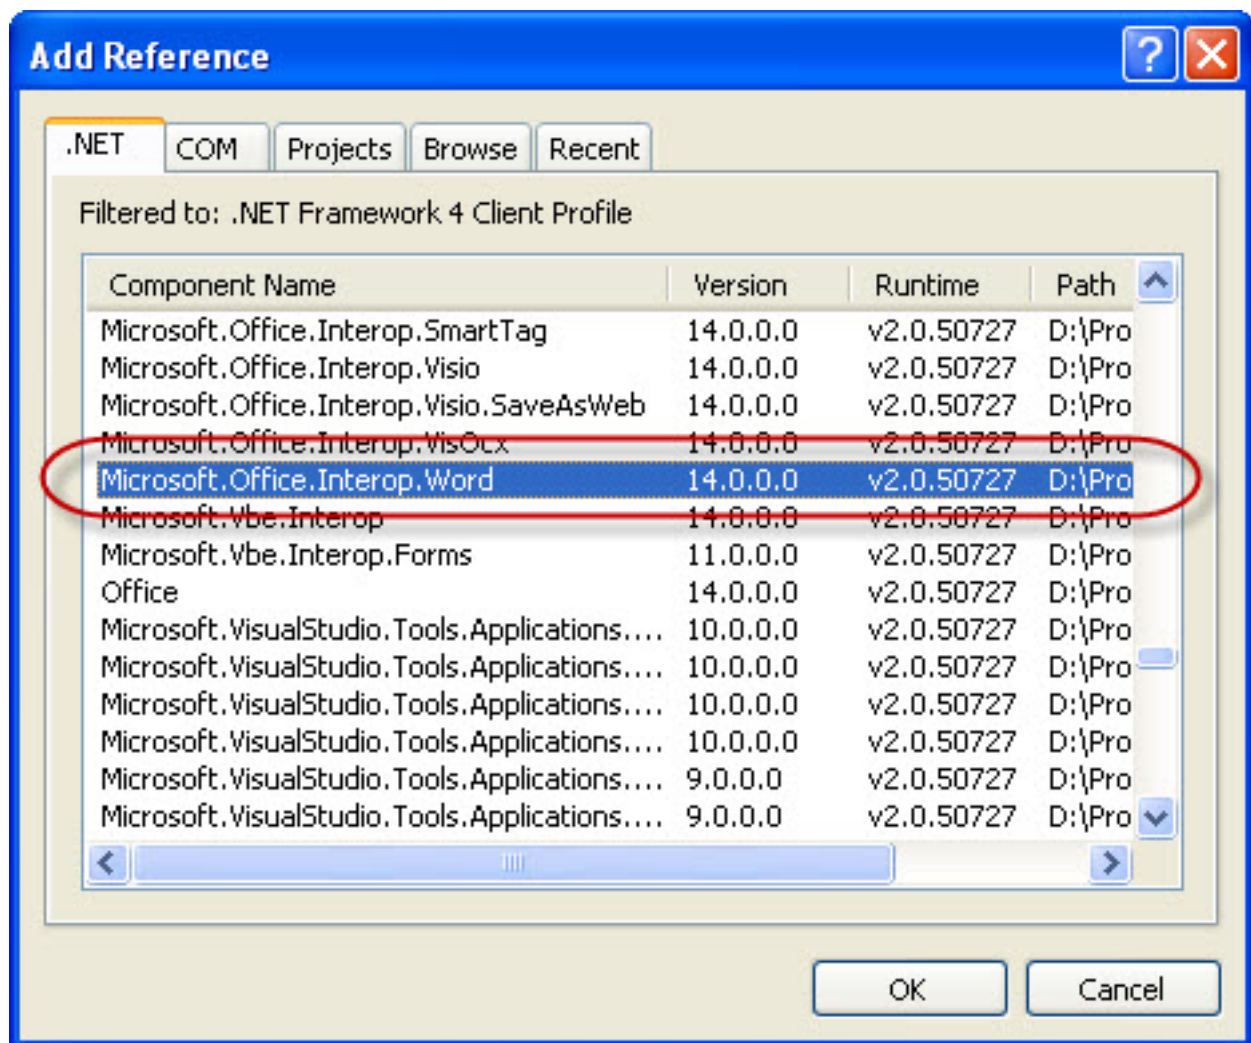 Add Reference
.NET COM Projects Browse Recent
Filtered to: .NET Framework 4 Client Profile
Component Name Version Runtime Path
Microsoft.Office.Interop.SmartTag 14.0.0.0 v2.0.50727 D:\Pro
Microsoft.Office.Interop.Visio 14.0.0.0 v2.0.50727 D:\Pro
Microsoft.Office.Interop.Visio.SaveAsWeb 14.0.0.0 v2.0.50727 D:\Pro
Microsoft.Office.Interop.VisOcx 14.0.0.0 v2.0.50727 D:\Pro
Microsoft.Office.Interop.Word 14.0.0.0 v2.0.50727 D:\Pro
Microsoft.Vbe.Interop 14.0.0.0 v2.0.50727 D:\Pro
Microsoft.Vbe.Interop.Forms 11.0.0.0 v2.0.50727 D:\Pro
Office 14.0.0.0 v2.0.50727 D:\Pro
Microsoft.VisualStudio.Tools.Applications.... 10.0.0.0 v2.0.50727 D:\Pro
Microsoft.VisualStudio.Tools.Applications.... 10.0.0.0 v2.0.50727 D:\Pro
Microsoft.VisualStudio.Tools.Applications.... 10.0.0.0 v2.0.50727 D:\Pro
Microsoft.VisualStudio.Tools.Applications.... 10.0.0.0 v2.0.50727 D:\Pro
Microsoft.VisualStudio.Tools.Applications.... 9.0.0.0 v2.0.50727 D:\Pro
Microsoft.VisualStudio.Tools.Applications.... 9.0.0.0 v2.0.50727 D:\Pro
OK Cancel